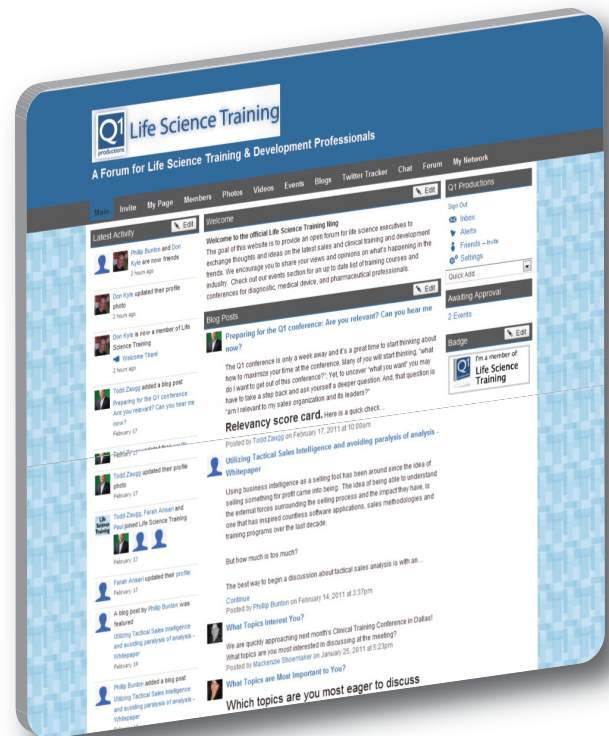 Q1
productions
Life Science Training
A Forum for Life Science Training & Development Professionals
Main Invite My Page Members Photos Videos Events Blogs Twitter Tracker Chat Forum My Network
Latest Activity Edit
Philip Bunton and Don
Kyle are now friends
2 hours ago
Don Kyle updated their profile
photo
2 hours ago
Don Kyle is now a member of Life
Science Training
Welcome Them!
2 hours ago
Todd Zaugg added a blog post
Preparing for the Q1 conference:
Are you relevant? Can you hear me
now?
February 17
Todd Zaugg updated their profile
photo
February 17
Life
Science
Training
Todd Zaugg, Farah Ansari and
Paul joined Life Science Training
February 17
Farah Ansari updated their profile
February 17
A blog post by Philip Bunton was
featured
Utilizing Tactical Sales Intelligence
and avoiding paralysis of analysis -
Whitepaper
February 14
Philip Bunton added a blog post
Utilizing Tactical Sales Intelligence
and avoiding paralysis of analysis -
Whitepaper
February 14
Welcome Edit
Welcome to the official Life Science Training Ning
The goal of this website is to provide an open forum for life science executives to
exchange thoughts and ideas on the latest sales and clinical training and development
trends. We encourage you to share your views and opinions on what's happening in the
industry. Check out our events section for an up to date list of training courses and
conferences for diagnostic, medical device, and pharmaceutical professionals.
Blog Posts Edit
Preparing for the Q1 conference: Are you relevant? Can you hear me
now?
The Q1 conference is only a week away and it's a great time to start thinking about
how to maximize your time at the conference. Many of you will start thinking, "what
do I want to get out of this conference?"; Yet, to uncover "what you want" you may
have to take a step back and ask yourself a deeper question. And, that question is
"am I relevant to my sales organization and its leaders?"
Relevancy score card. Here is a quick check…
Posted by Todd Zaugg on February 17, 2011 at 10:00am
Utilizing Tactical Sales Intelligence and avoiding paralysis of analysis -
Whitepaper
Using business intelligence as a selling tool has been around since the idea of
selling something for profit came into being. The idea of being able to understand
the external forces surrounding the selling process and the impact they have, is
one that has inspired countless software applications, sales methodologies and
training programs over the last decade.
But how much is too much?
The best way to begin a discussion about tactical sales analysis is with an…
Continue
Posted by Philip Bunton on February 14, 2011 at 3:37pm
What Topics Interest You?
We are quickly approaching next month's Clinical Training Conference in Dallas!
What topics are you most interested in discussing at the meeting?
Posted by Mackenzie Shoemaker on January 25, 2011 at 5:23pm
What Topics are Most Important to You?
Which topics are you most eager to discuss
Q1 Productions
Sign Out
Inbox
Alerts
Friends – Invite
Settings
Quick Add...
Awaiting Approval
2 Events
Badge Edit
I'm a member of:
Q1
Life Science
Training